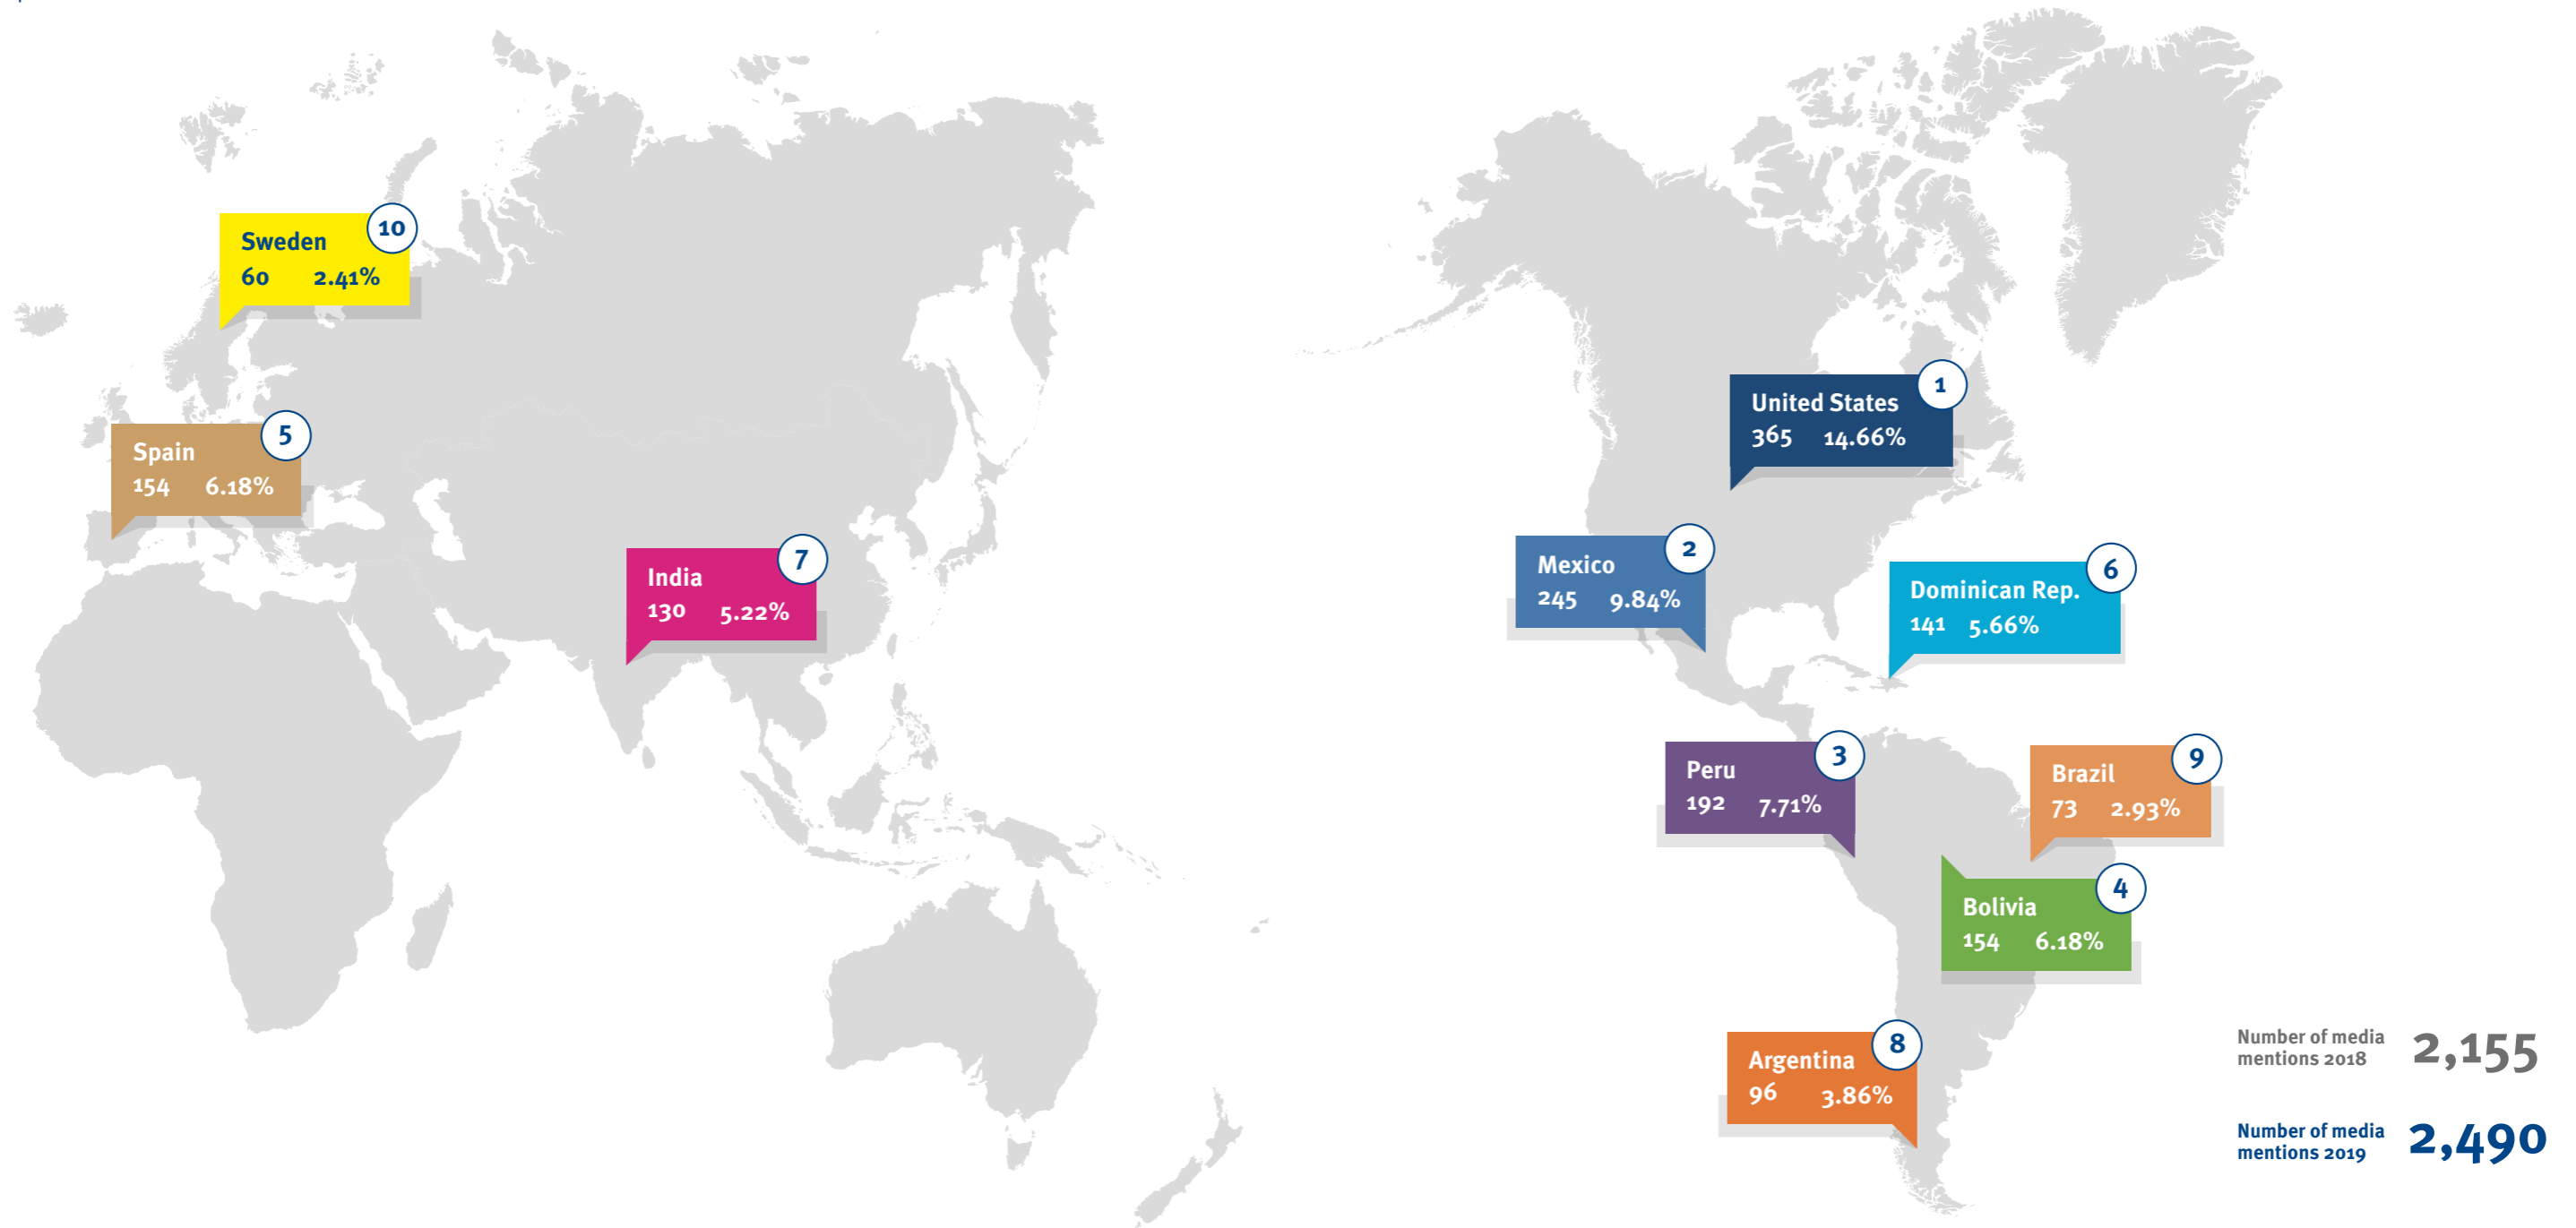 Sweden
10
60 2.41%
Spain
5
154 6.18%
India
7
130 5.22%
United States
1
365 14.66%
Mexico
2
245 9.84%
Dominican Rep.
6
141 5.66%
Peru
3
192 7.71%
Brazil
9
73 2.93%
Bolivia
4
154 6.18%
Argentina
8
96 3.86%
Number of media
mentions 2018
2,155
Number of media
mentions 2019
2,490